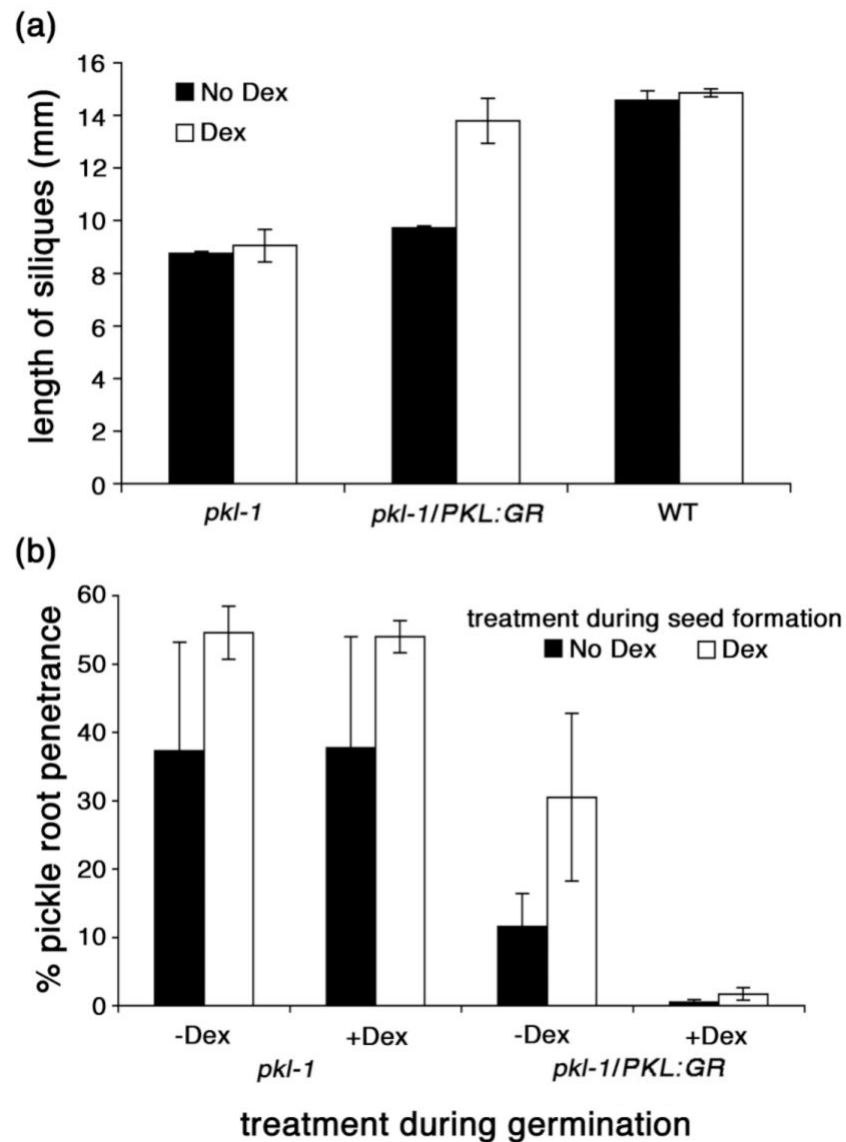 (a)
length of siliques (mm)
16
14
12
10
8
6
4
2
0
No Dex
Dex
pkl-1
pkl-1/PKL:GR
WT
(b)
% pickle root penetrance
60
50
40
30
20
10
0
treatment during seed formation
No Dex Dex
-Dex +Dex -Dex +Dex
pkl-1 pkl-1/PKL:GR
treatment during germination